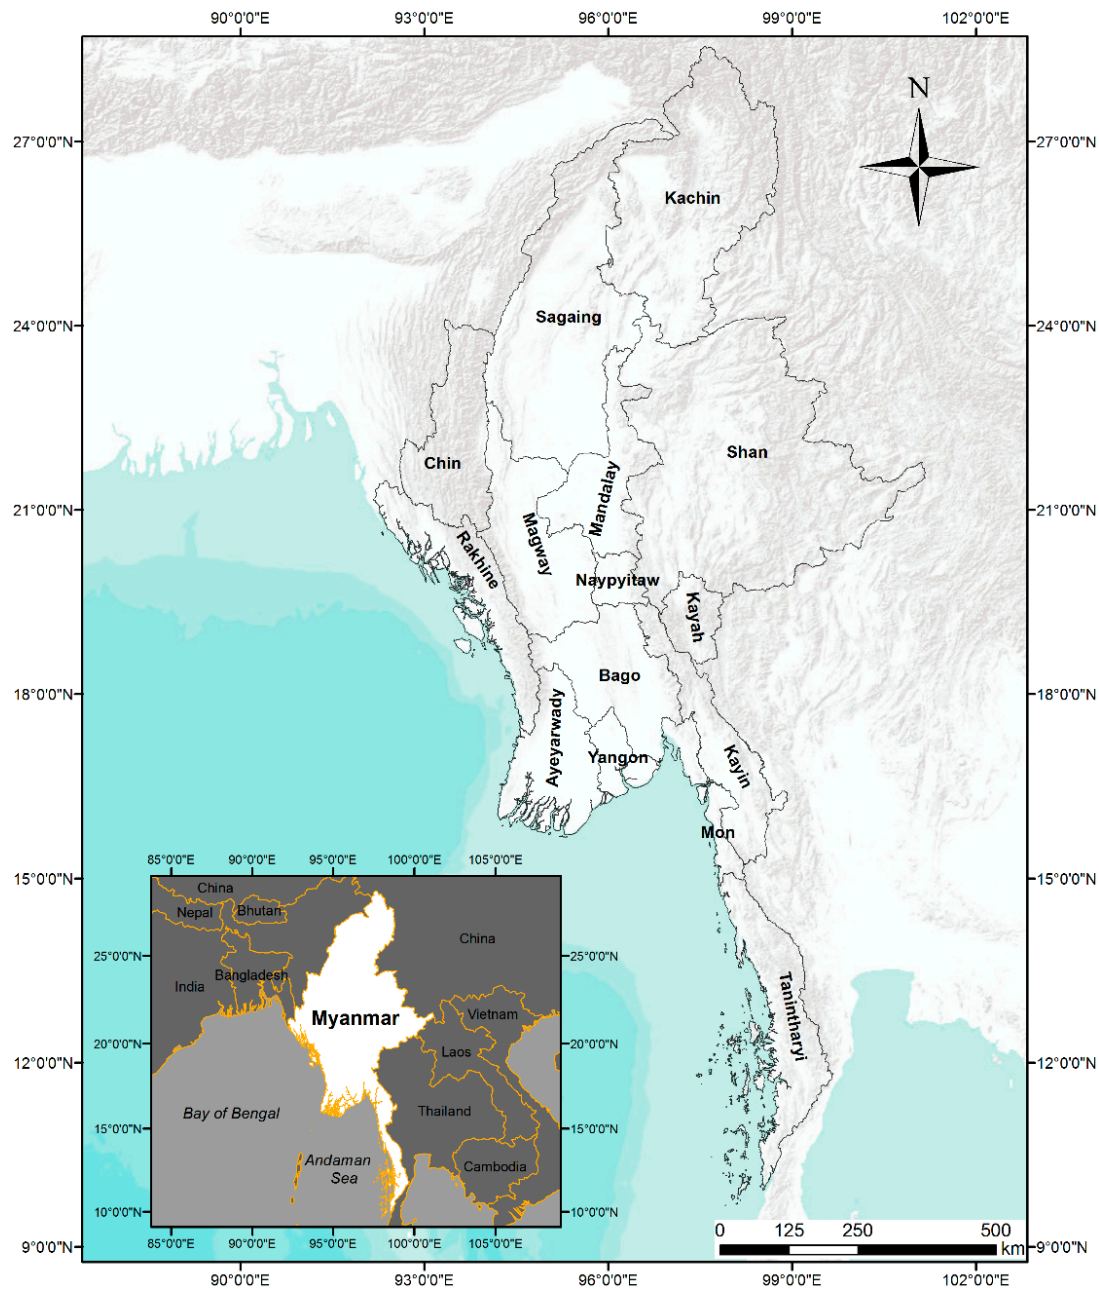 90°0'0"E 93°0'0"E 96°0'0"E 99°0'0"E 102°0'0"E
N
27°0'0"N 27°0'0"N
Kachin
Sagaing
24°0'0"N 24°0'0"N
Shan
Chin
Mandalay
21°0'0"N 21°0'0"N
Magway
Rakhine
Naypyitaw
Kayah
Bago
18°0'0"N 18°0'0"N
Ayeyarwady
Yangon
Kayin
Mon
15°0'0"N 15°0'0"N
Tanintharyi
12°0'0"N 12°0'0"N
85°0'0"E 90°0'0"E 95°0'0"E 100°0'0"E 105°0'0"E
China
Nepal
Bhutan
China
25°0'0"N 25°0'0"N
Bangladesh
India
Myanmar
Vietnam
20°0'0"N 20°0'0"N
Laos
Bay of Bengal
Thailand
15°0'0"N 15°0'0"N
Andaman
Sea
Cambodia
10°0'0"N 10°0'0"N
85°0'0"E 90°0'0"E 95°0'0"E 100°0'0"E 105°0'0"E
0 125 250 500
km
9°0'0"N 9°0'0"N
90°0'0"E 93°0'0"E 96°0'0"E 99°0'0"E 102°0'0"E